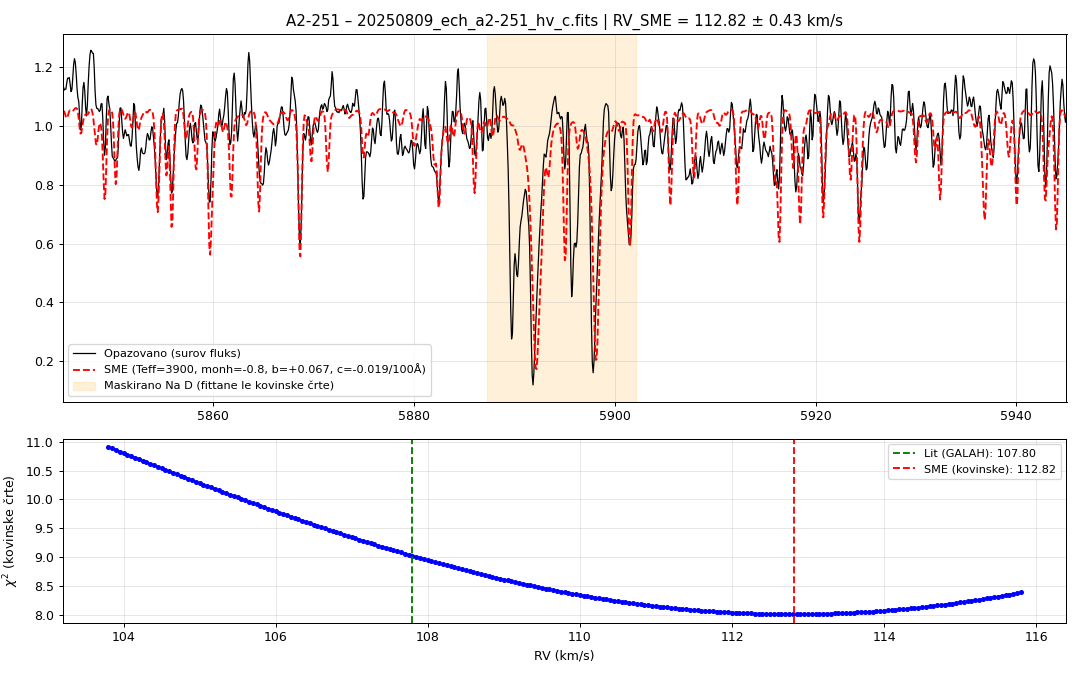 A2-251 – 20250809_ech_a2-251_hv_c.fits | RV_SME = 112.82 ± 0.43 km/s
1.2
1.0
0.8
0.6
0.4
0.2
Opazovano (surov fluks)
SME (Teff=3900, monh=-0.8, b=+0.067, c=-0.019/100Å)
Maskirano Na D (fittane le kovinske črte)
5860 5880 5900 5920 5940
11.0
10.5
10.0
9.5
9.0
8.5
8.0
χ² (kovinske črte)
Lit (GALAH): 107.80
SME (kovinske): 112.82
104 106 108 110 112 114 116
RV (km/s)